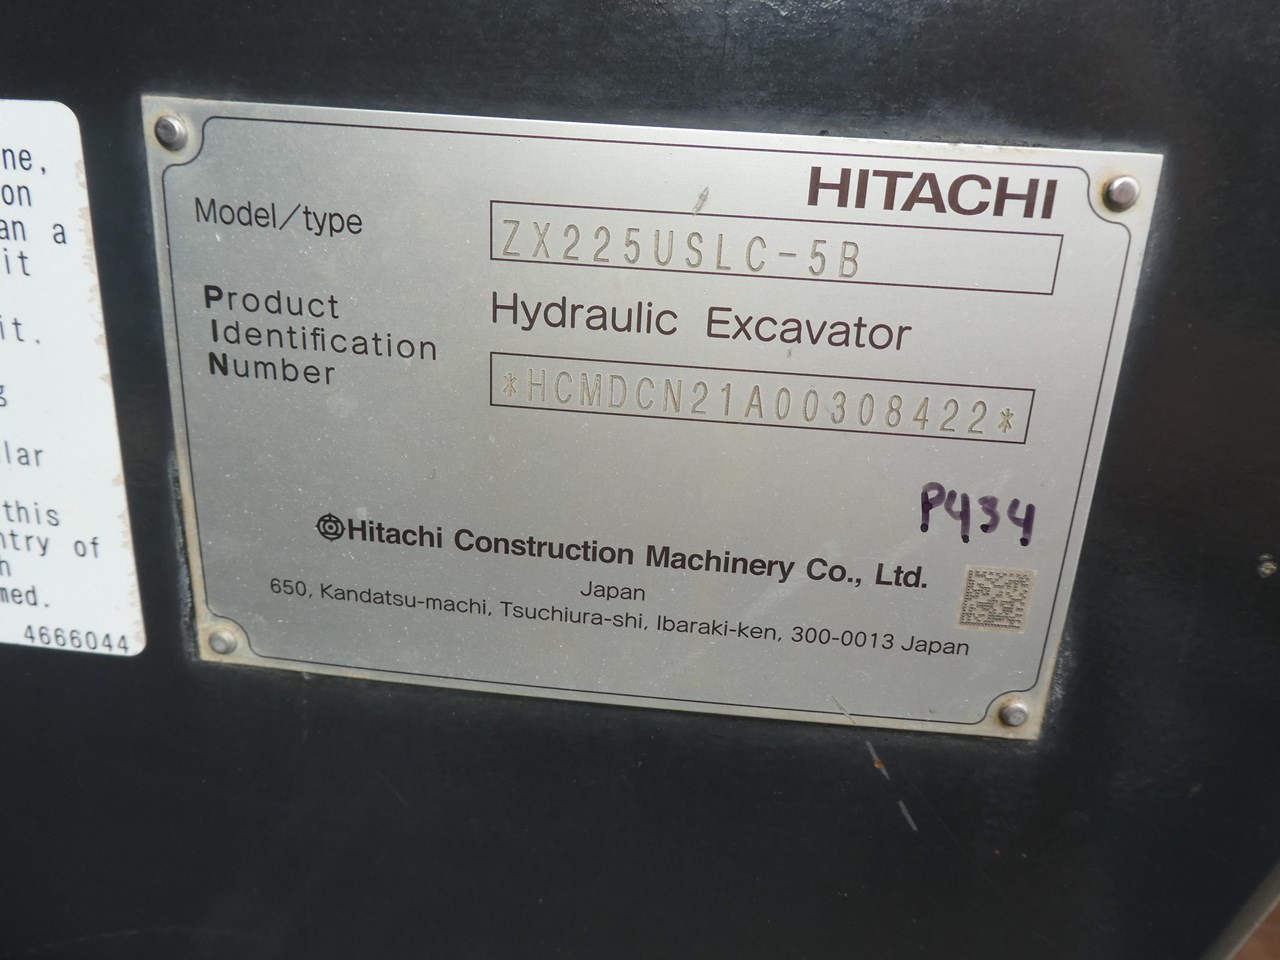 ne,
on
an a
it
it.
g
lar
this
ntry of
h
med.
4666044
HITACHI
Model/type
ZX225USLC-5B
Hydraulic Excavator
Product
Identification
Number
*HCMDCN21A00308422*
P434
Hitachi Construction Machinery Co., Ltd.
Japan
650, Kandatsu-machi, Tsuchiura-shi, Ibaraki-ken, 300-0013 Japan